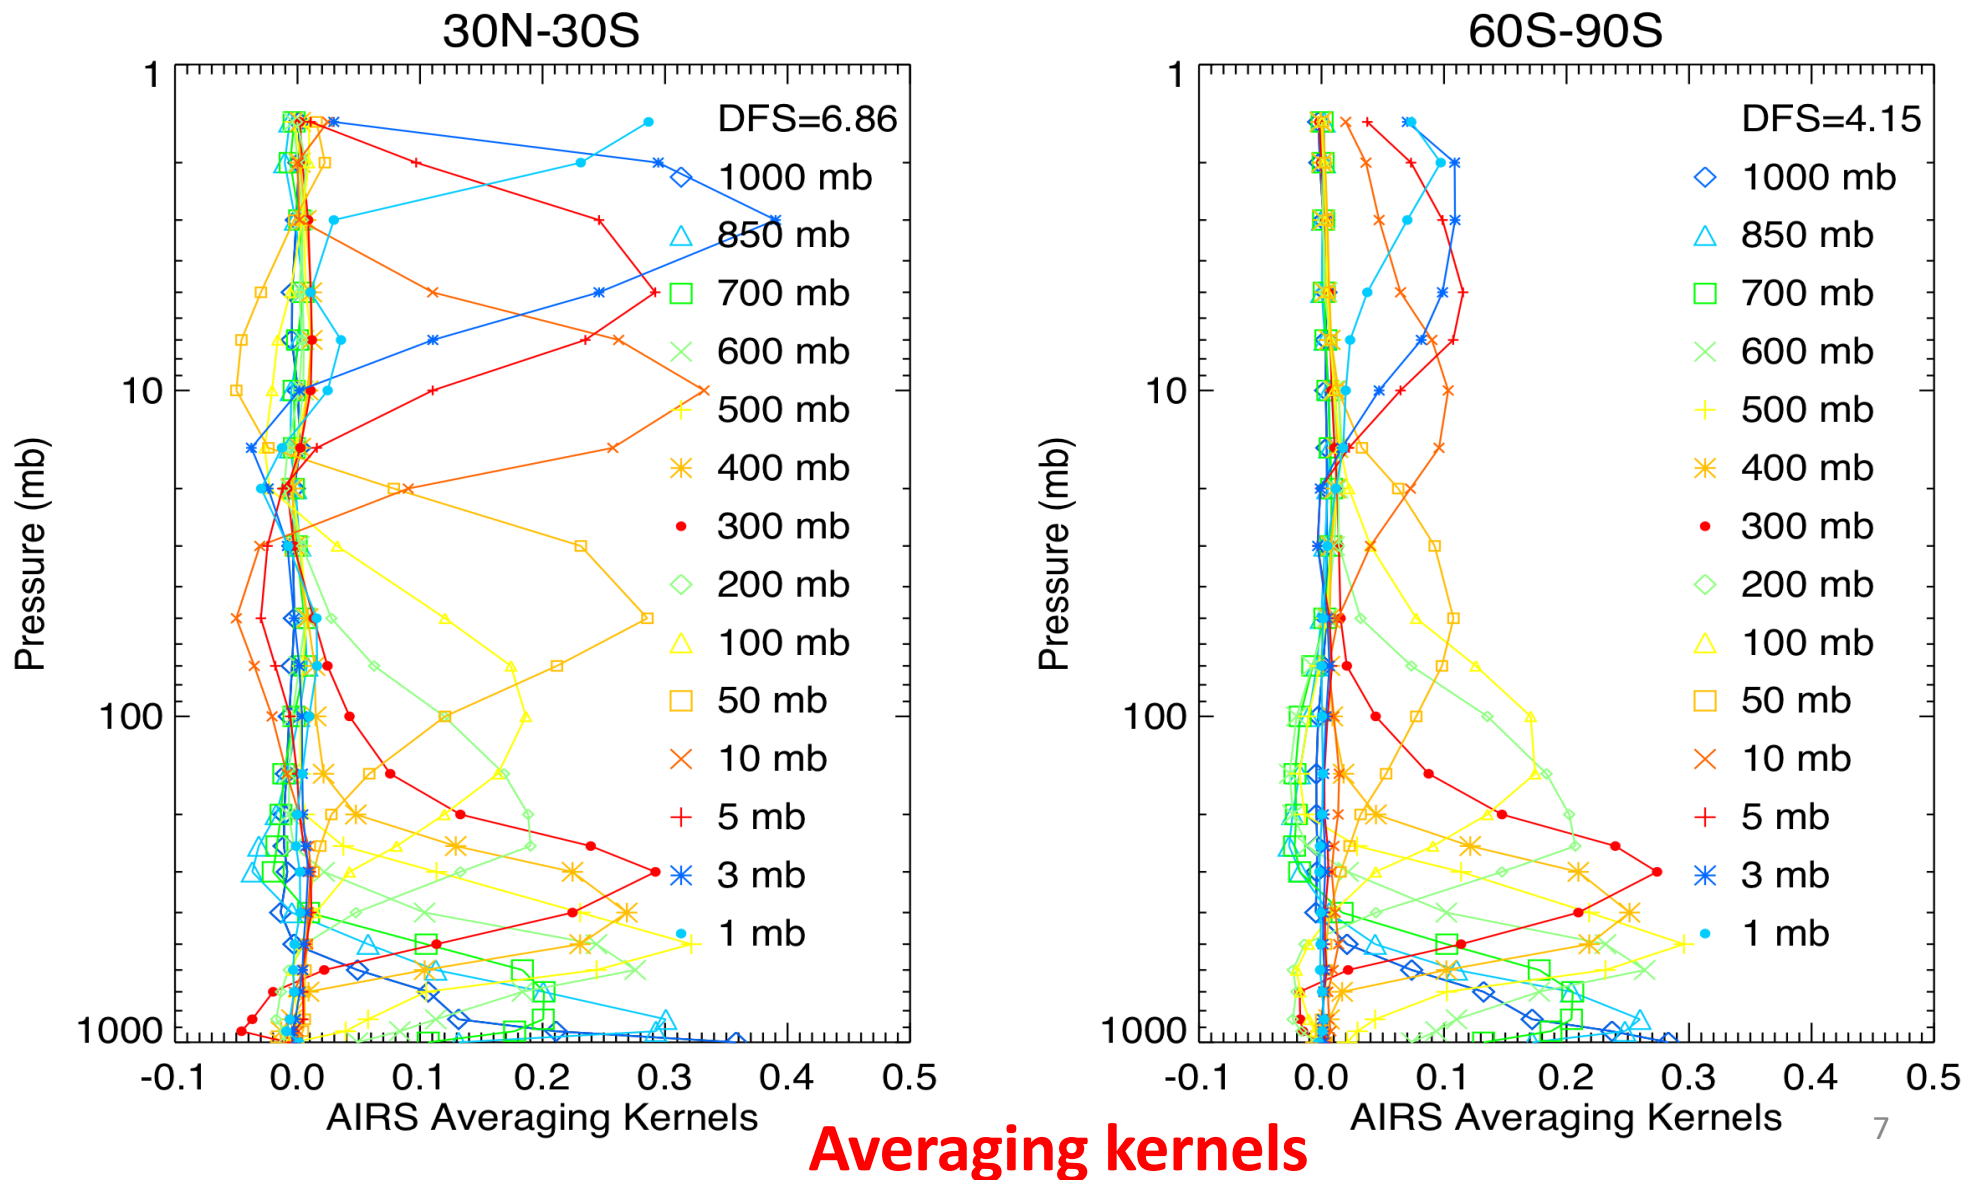 30N-30S
1
10
100
1000
Pressure (mb)
DFS=6.86
1000 mb
850 mb
700 mb
600 mb
500 mb
400 mb
300 mb
200 mb
100 mb
50 mb
10 mb
5 mb
3 mb
1 mb
-0.1 0.0 0.1 0.2 0.3 0.4 0.5
AIRS Averaging Kernels
60S-90S
1
10
100
1000
Pressure (mb)
DFS=4.15
1000 mb
850 mb
700 mb
600 mb
500 mb
400 mb
300 mb
200 mb
100 mb
50 mb
10 mb
5 mb
3 mb
1 mb
-0.1 0.0 0.1 0.2 0.3 0.4 0.5
AIRS Averaging Kernels
Averaging kernels
7